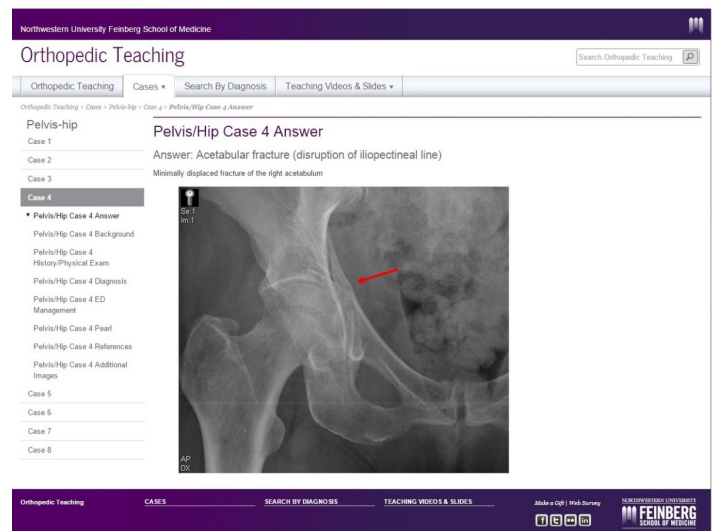 Northwestern University Feinberg School of Medicine
Orthopedic Teaching
Search Orthopedic Teaching
Orthopedic Teaching
Cases ▾
Search By Diagnosis
Teaching Videos & Slides ▾
Orthopedic Teaching > Cases > Pelvis-hip > Case 4 > Pelvis/Hip Case 4 Answer
Pelvis-hip
Case 1
Case 2
Case 3
Case 4
Pelvis/Hip Case 4 Answer
Pelvis/Hip Case 4 Background
Pelvis/Hip Case 4
History/Physical Exam
Pelvis/Hip Case 4 Diagnosis
Pelvis/Hip Case 4 ED
Management
Pelvis/Hip Case 4 Pearl
Pelvis/Hip Case 4 References
Pelvis/Hip Case 4 Additional
Images
Case 5
Case 6
Case 7
Case 8
Pelvis/Hip Case 4 Answer
Answer: Acetabular fracture (disruption of iliopectineal line)
Minimally displaced fracture of the right acetabulum
Se:1
Im:1
AP
DX
Orthopedic Teaching
CASES
SEARCH BY DIAGNOSIS
TEACHING VIDEOS & SLIDES
Make a Gift | Web Survey
NORTHWESTERN UNIVERSITY
FEINBERG
SCHOOL OF MEDICINE